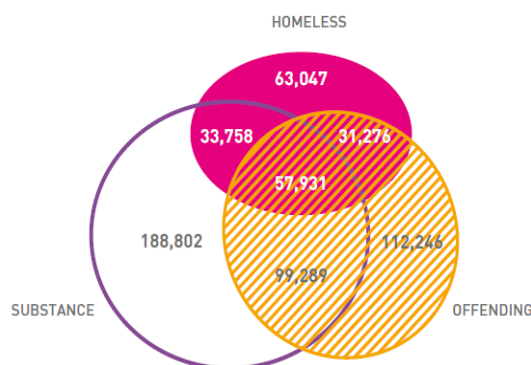 HOMELESS
63,047
33,758
31,276
57,931
188,802
112,246
99,289
SUBSTANCE
OFFENDING